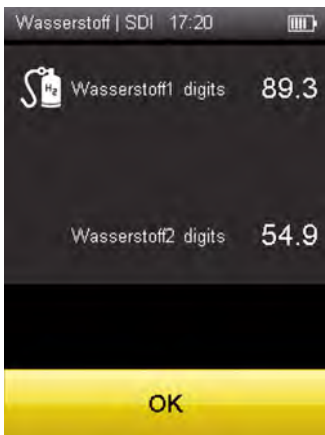 Wasserstoff | SDI 17:20
H2
Wasserstoff1 digits 89.3
Wasserstoff2 digits 54.9
OK